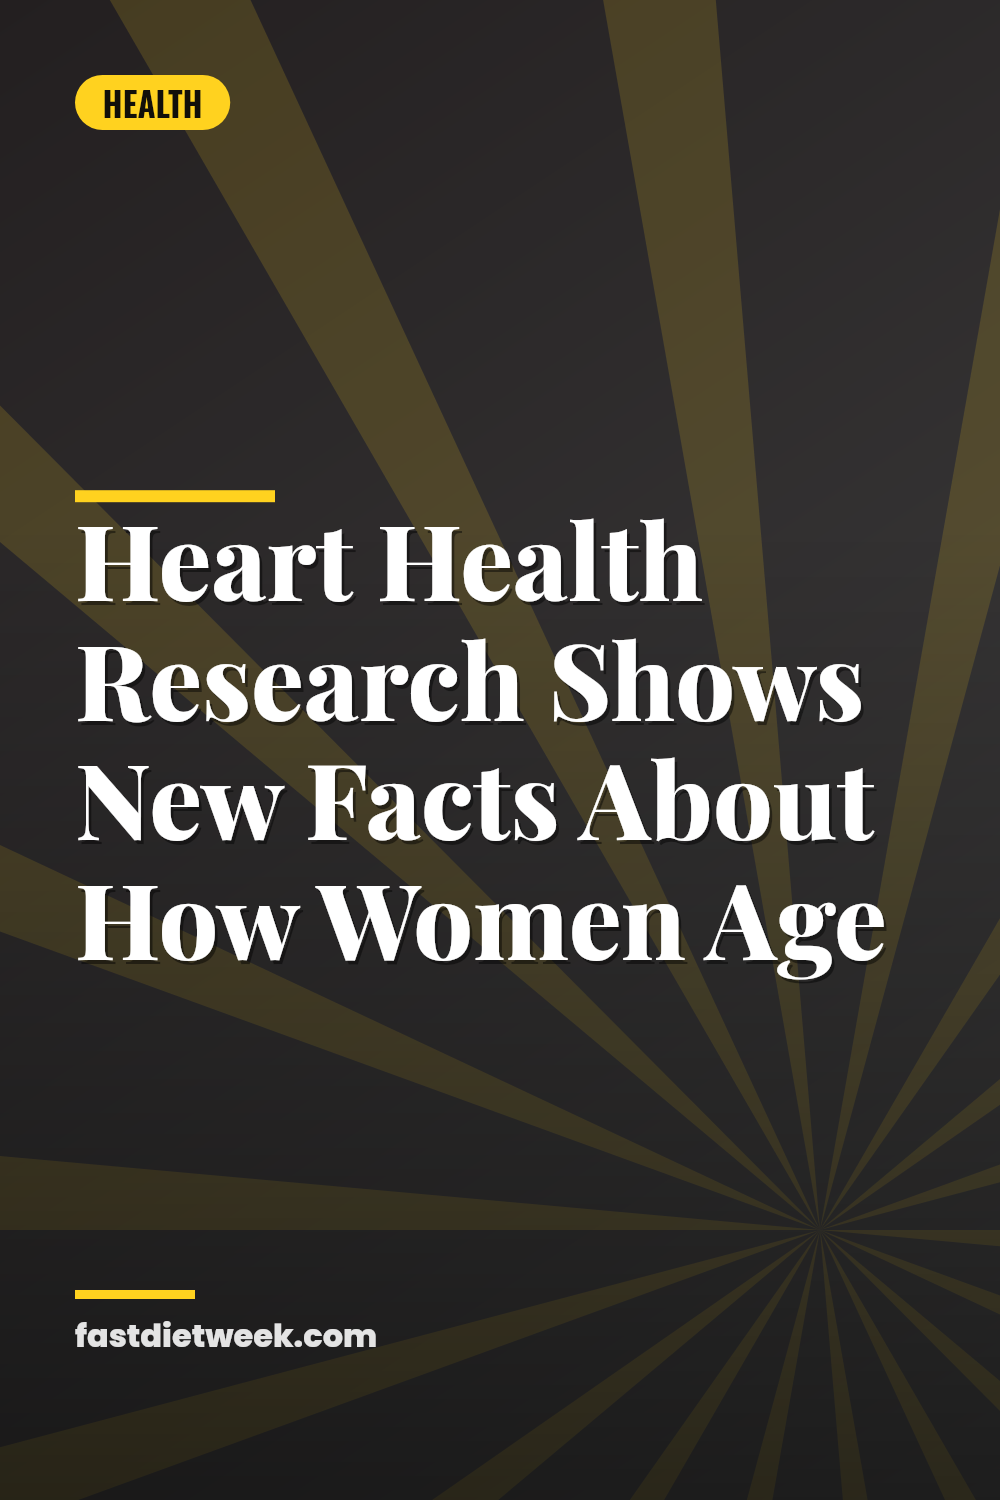 HEALTH
Heart Health
Research Shows
New Facts About
How Women Age
fastdietweek.com